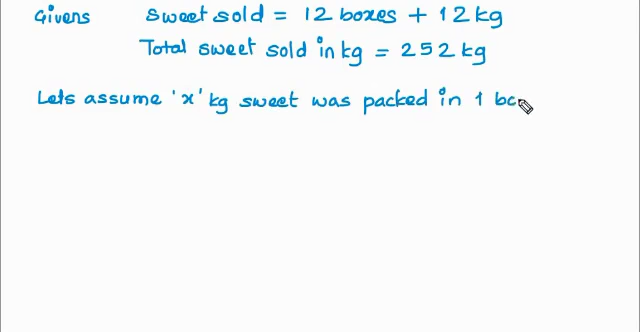 Givens sweet sold = 12 boxes + 12 kg
Total sweet sold in kg = 252 kg
Lets assume 'x' kg sweet was packed in 1 bo